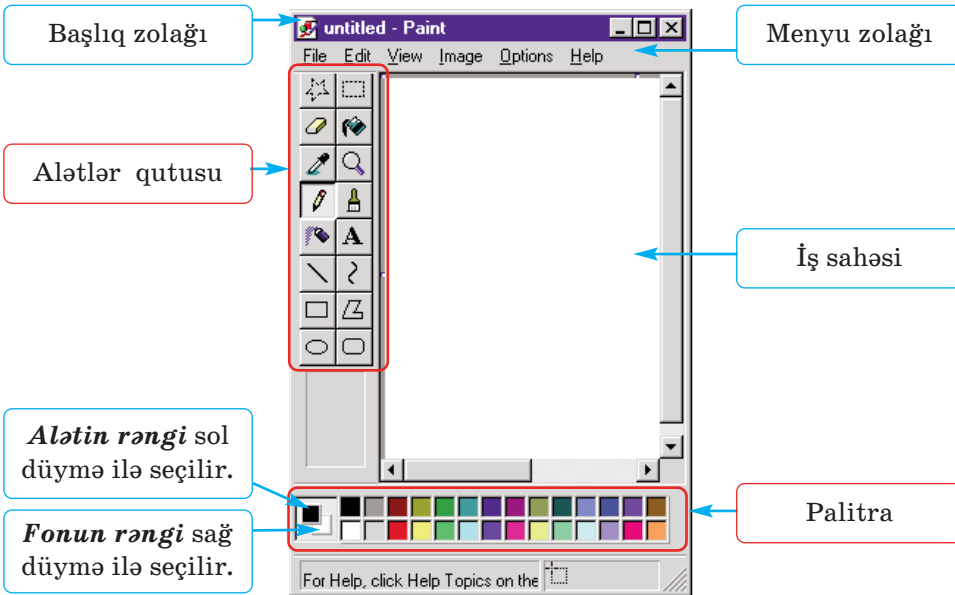 Başlıq zolağı
untitled - Paint
Menyu zolağı
File Edit View Image Options Help
Alətlər qutusu
A
İş sahəsi
Alətin rəngi sol
düymə ilə seçilir.
Fonun rəngi sağ
düymə ilə seçilir.
Palitra
For Help, click Help Topics on the